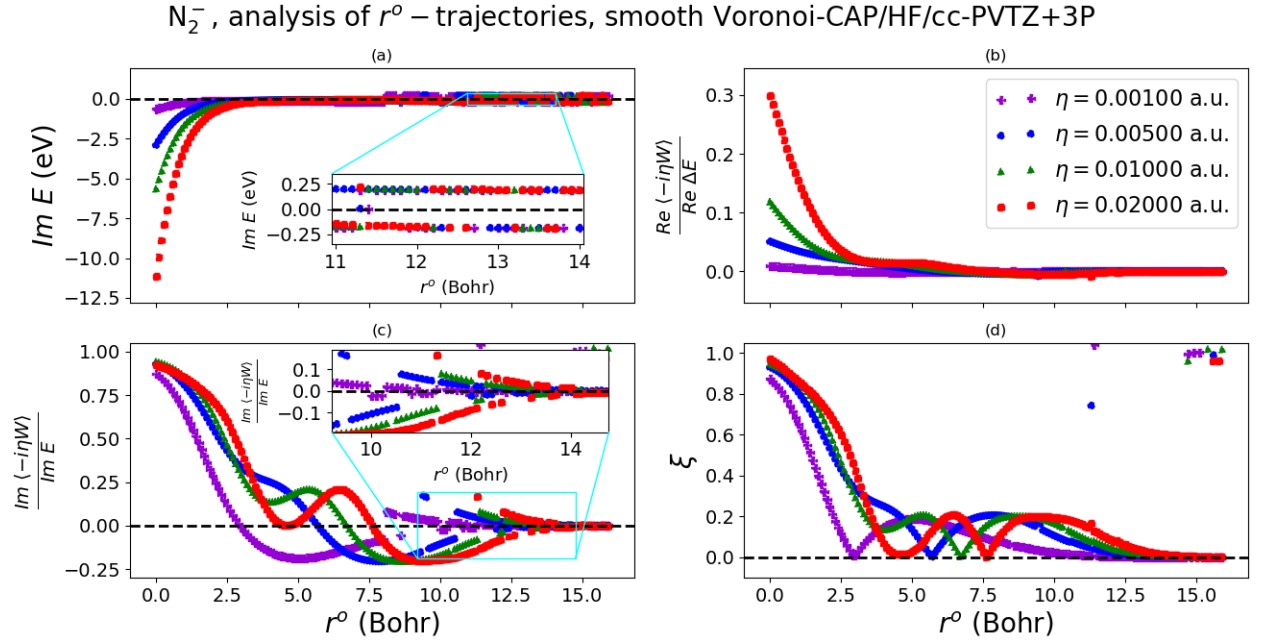 N₂⁻, analysis of rᵒ − trajectories, smooth Voronoi-CAP/HF/cc-PVTZ+3P
(a)
Im E (eV)
0.0
−2.5
−5.0
−7.5
−10.0
−12.5
Im E (eV)
0.25
0.00
−0.25
11 12 13 14
rᵒ (Bohr)
(b)
Re ⟨−iηW⟩
Re ΔE
0.3
0.2
0.1
0.0
η = 0.00100 a.u.
η = 0.00500 a.u.
η = 0.01000 a.u.
η = 0.02000 a.u.
(c)
Im ⟨−iηW⟩
Im E
1.00
0.75
0.50
0.25
0.00
−0.25
Im ⟨−iηW⟩
Im E
0.1
0.0
−0.1
10 12 14
rᵒ (Bohr)
0.0 2.5 5.0 7.5 10.0 12.5 15.0
rᵒ (Bohr)
(d)
ξ
1.0
0.8
0.6
0.4
0.2
0.0
0.0 2.5 5.0 7.5 10.0 12.5 15.0
rᵒ (Bohr)